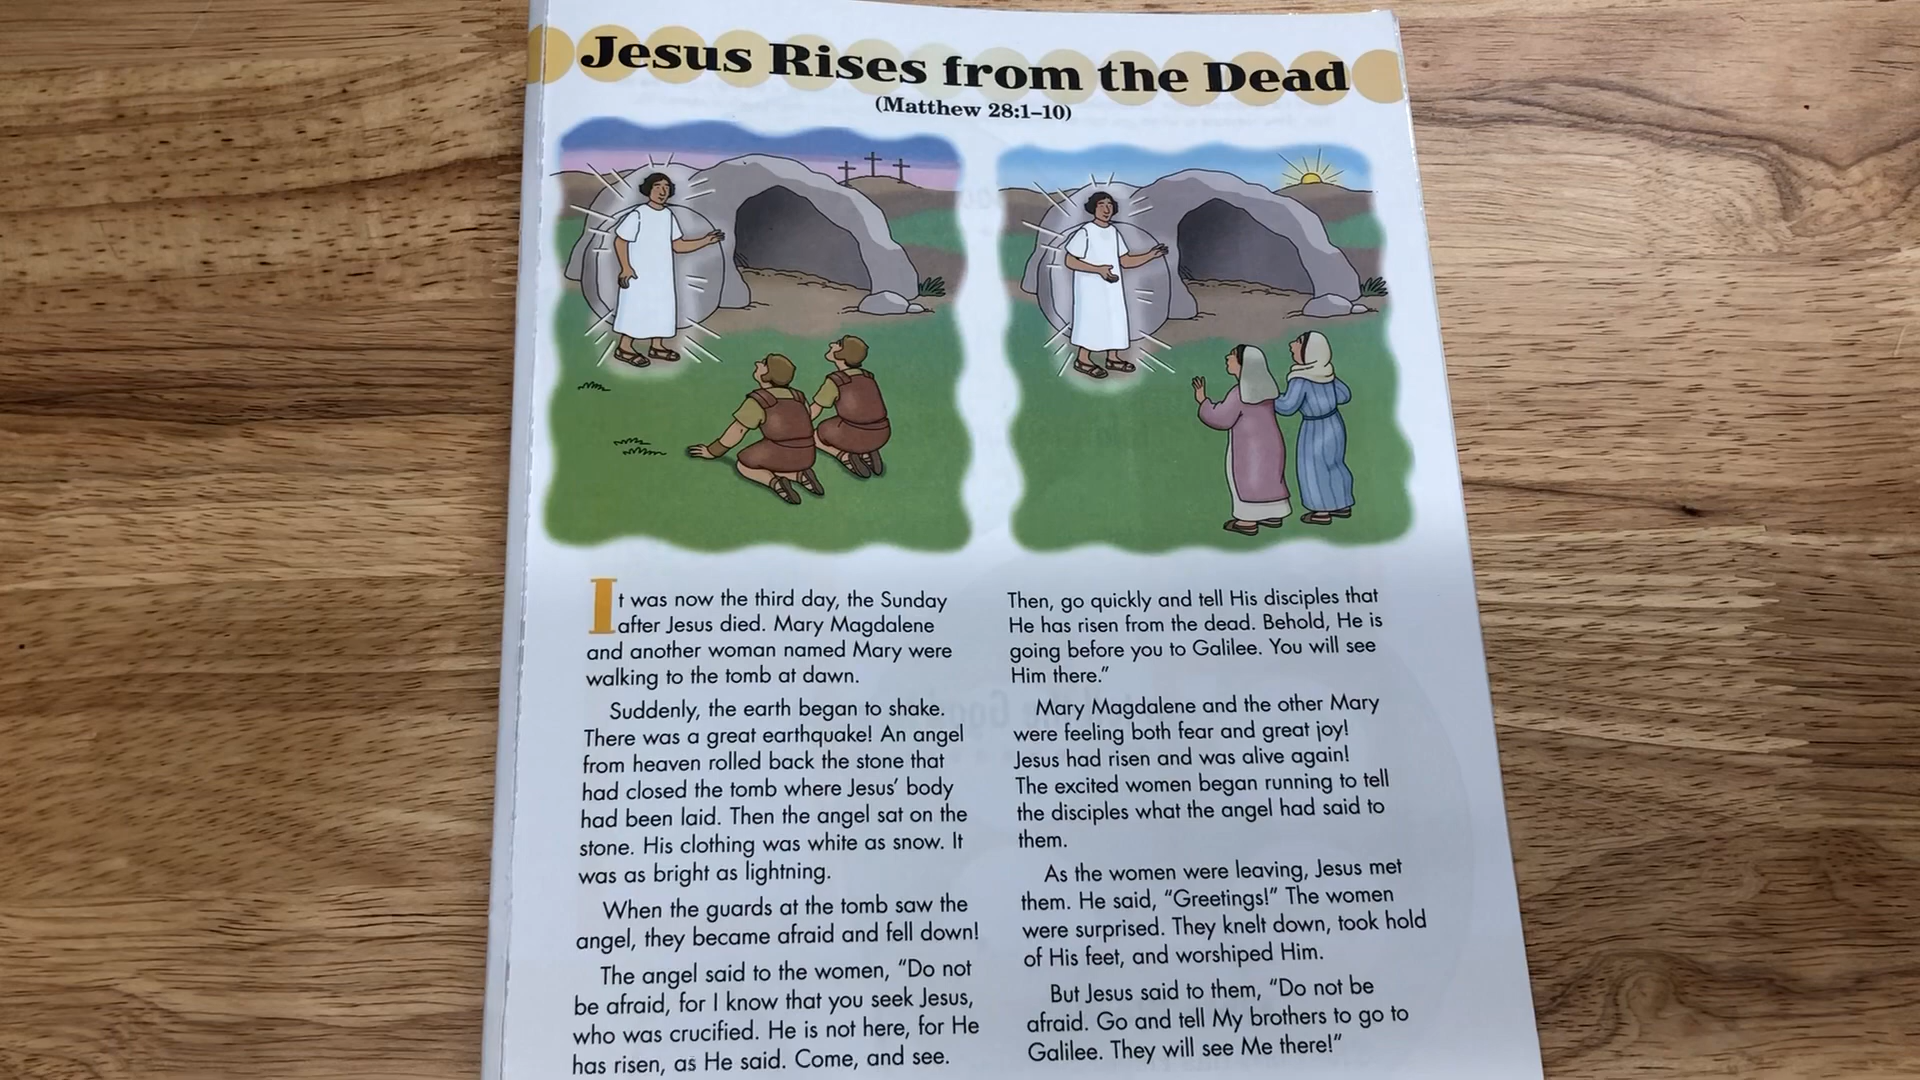 Jesus Rises from the Dead
(Matthew 28:1–10)
It was now the third day, the Sunday
after Jesus died. Mary Magdalene
and another woman named Mary were
walking to the tomb at dawn.
Suddenly, the earth began to shake.
There was a great earthquake! An angel
from heaven rolled back the stone that
had closed the tomb where Jesus’ body
had been laid. Then the angel sat on the
stone. His clothing was white as snow. It
was as bright as lightning.
When the guards at the tomb saw the
angel, they became afraid and fell down!
The angel said to the women, “Do not
be afraid, for I know that you seek Jesus,
who was crucified. He is not here, for He
has risen, as He said. Come, and see.
Then, go quickly and tell His disciples that
He has risen from the dead. Behold, He is
going before you to Galilee. You will see
Him there.”
Mary Magdalene and the other Mary
were feeling both fear and great joy!
Jesus had risen and was alive again!
The excited women began running to tell
the disciples what the angel had said to
them.
As the women were leaving, Jesus met
them. He said, “Greetings!” The women
were surprised. They knelt down, took hold
of His feet, and worshiped Him.
But Jesus said to them, “Do not be
afraid. Go and tell My brothers to go to
Galilee. They will see Me there!”